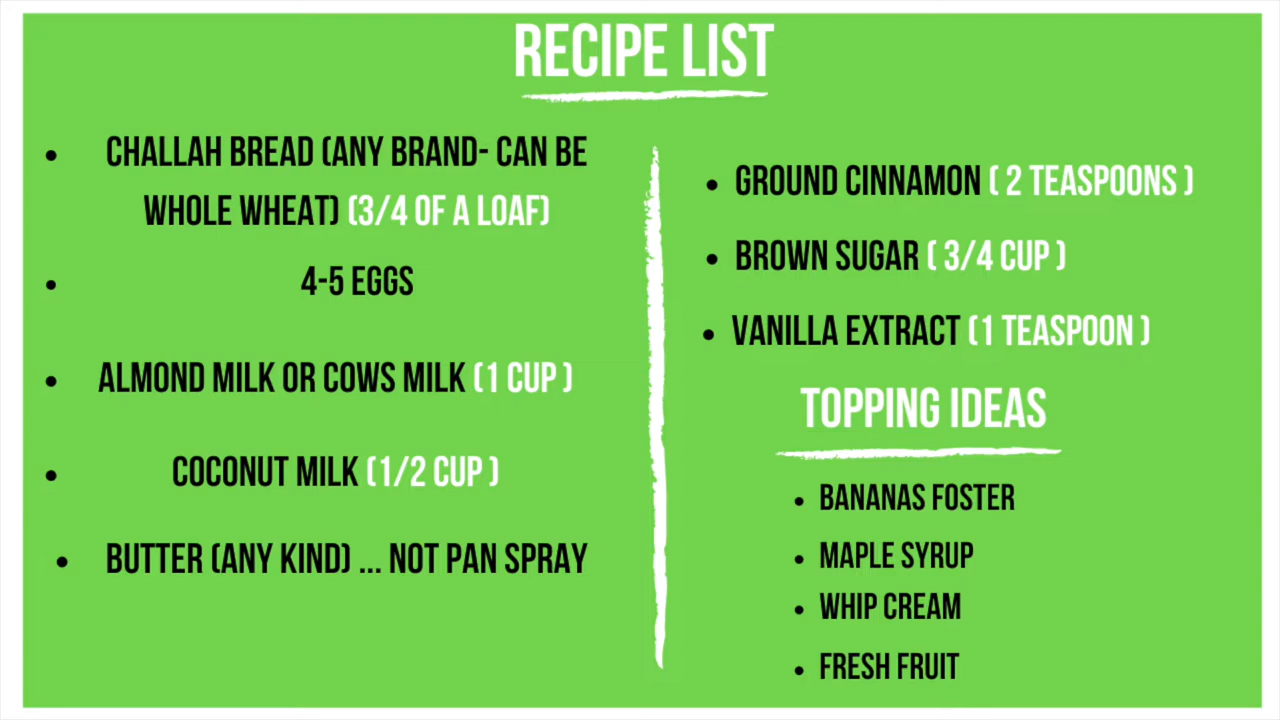 RECIPE LIST
• CHALLAH BREAD (ANY BRAND- CAN BE
WHOLE WHEAT) (3/4 OF A LOAF)
• 4-5 EGGS
• ALMOND MILK OR COWS MILK (1 CUP )
• COCONUT MILK (1/2 CUP )
• BUTTER (ANY KIND) ... NOT PAN SPRAY
• GROUND CINNAMON ( 2 TEASPOONS )
• BROWN SUGAR ( 3/4 CUP )
• VANILLA EXTRACT (1 TEASPOON )
TOPPING IDEAS
• BANANAS FOSTER
• MAPLE SYRUP
• WHIP CREAM
• FRESH FRUIT